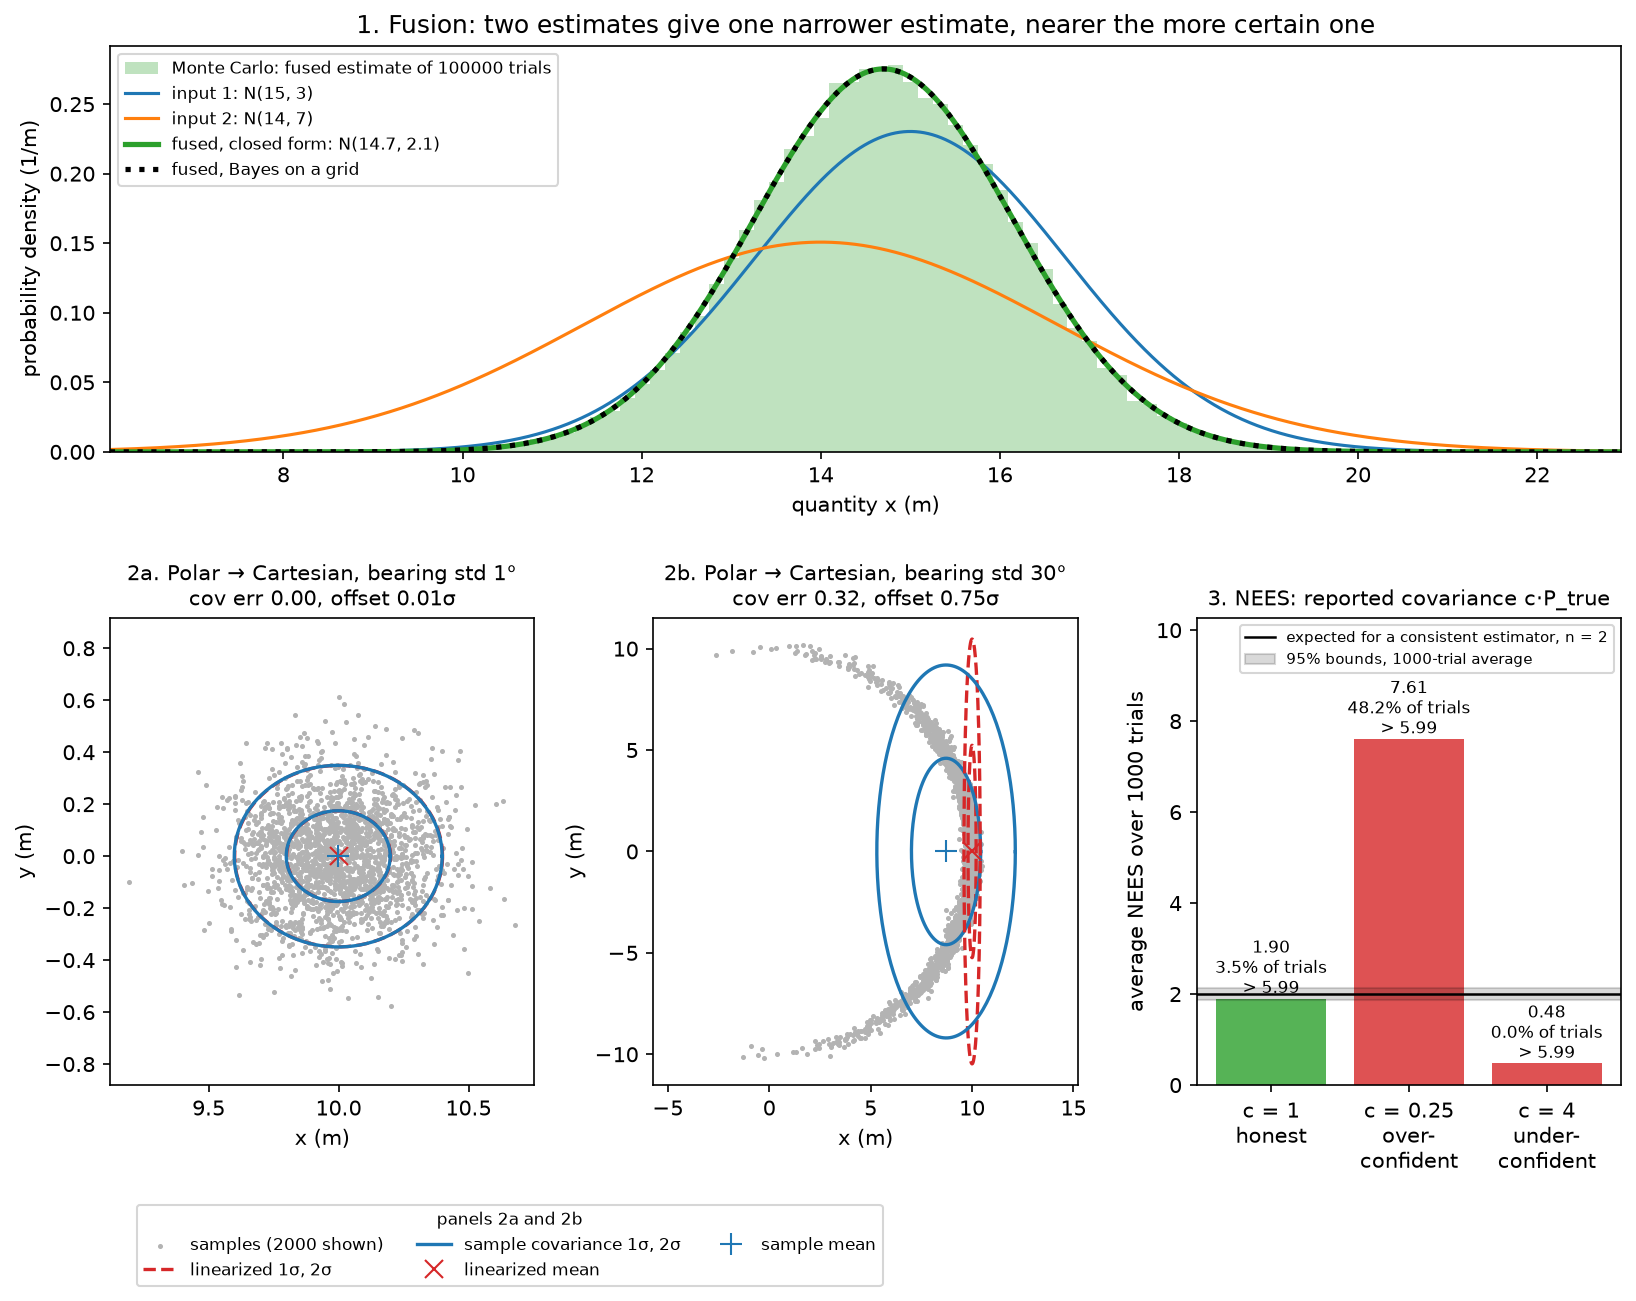 1. Fusion: two estimates give one narrower estimate, nearer the more certain one
Monte Carlo: fused estimate of 100000 trials
input 1: N(15, 3)
input 2: N(14, 7)
fused, closed form: N(14.7, 2.1)
fused, Bayes on a grid
probability density (1/m)
0.25
0.20
0.15
0.10
0.05
0.00
8 10 12 14 16 18 20 22
quantity x (m)
2a. Polar → Cartesian, bearing std 1°
cov err 0.00, offset 0.01σ
y (m)
0.8
0.6
0.4
0.2
0.0
−0.2
−0.4
−0.6
−0.8
9.5 10.0 10.5
x (m)
2b. Polar → Cartesian, bearing std 30°
cov err 0.32, offset 0.75σ
y (m)
10
5
0
−5
−10
−5 0 5 10 15
x (m)
3. NEES: reported covariance c·P_true
expected for a consistent estimator, n = 2
95% bounds, 1000-trial average
average NEES over 1000 trials
10
8
6
4
2
0
1.90
3.5% of trials
> 5.99
7.61
48.2% of trials
> 5.99
0.48
0.0% of trials
> 5.99
c = 1
honest
c = 0.25
over-
confident
c = 4
under-
confident
panels 2a and 2b
samples (2000 shown)
linearized 1σ, 2σ
sample covariance 1σ, 2σ
linearized mean
sample mean